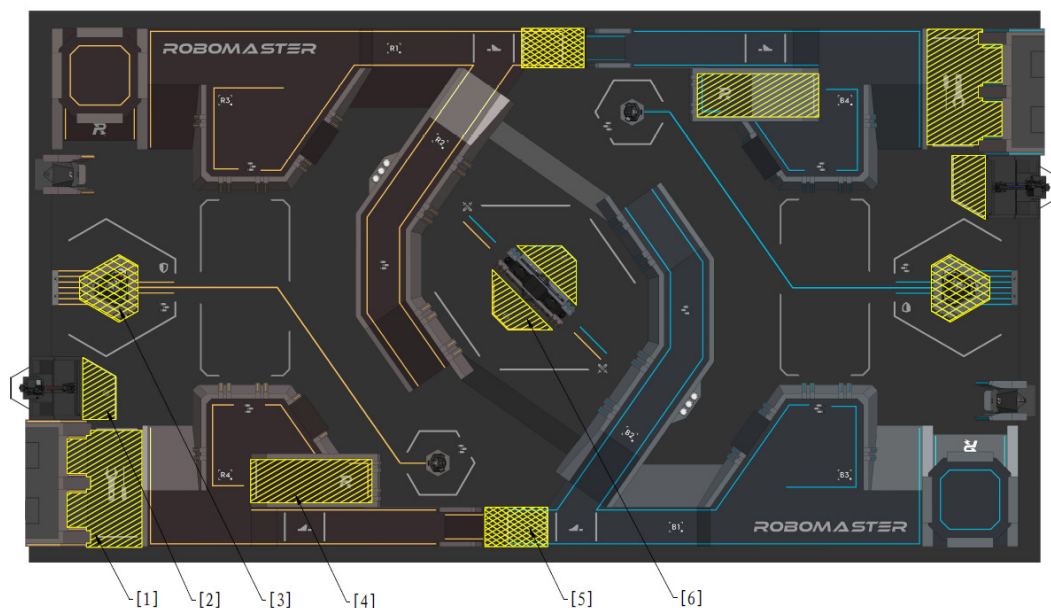 ROBOMASTER
R1
R3
R
B4
R
R2
B2
R4
R
B3
R
B1
ROBOMASTER
[1]
[2]
[3]
[4]
[5]
[6]